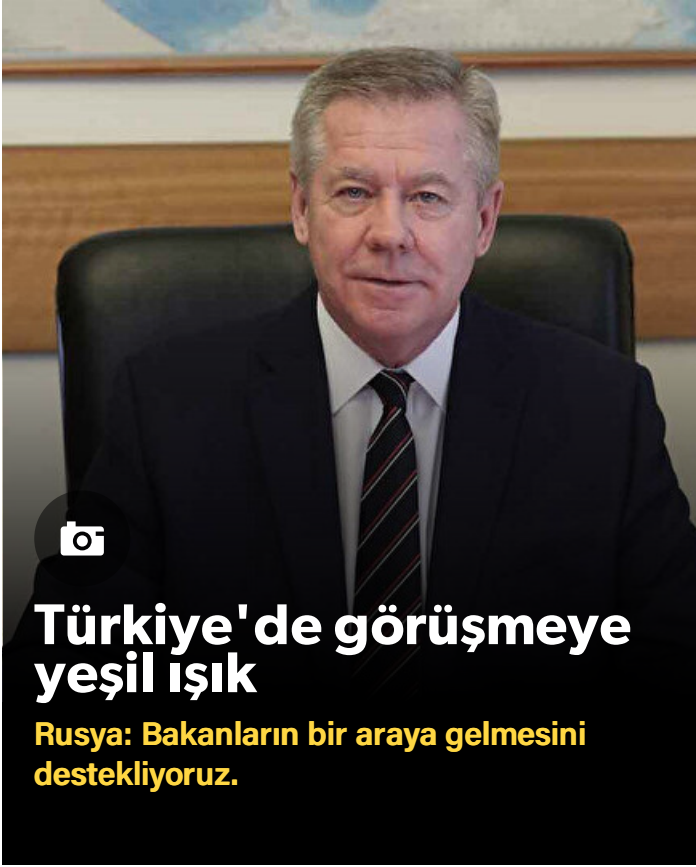 Türkiye'de görüşmeye
yeşil ışık
Rusya: Bakanların bir araya gelmesini
destekliyoruz.